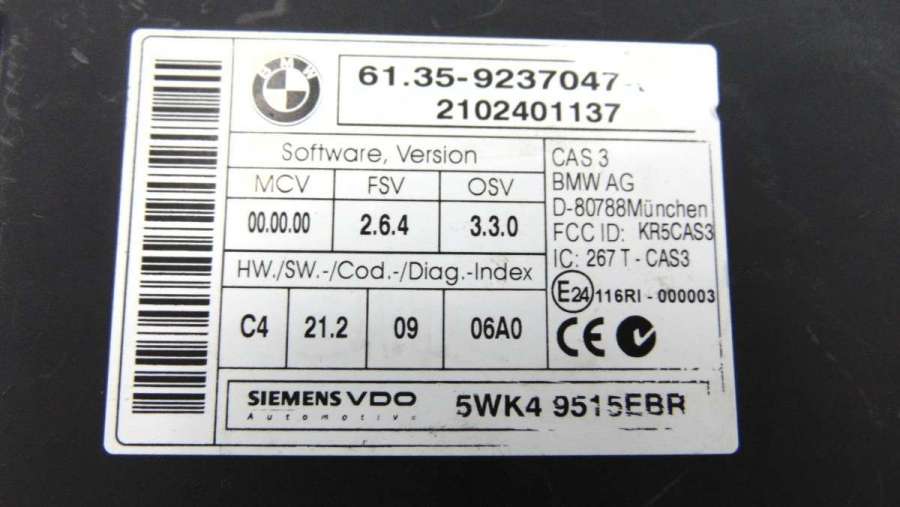 BMW
61.35-9237047-
2102401137
Software, Version
MCV FSV OSV
00.00.00 2.6.4 3.3.0
HW./SW.-/Cod.-/Diag.-Index
C4 21.2 09 06A0
CAS 3
BMW AG
D-80788München
FCC ID: KR5CAS3
IC: 267 T - CAS3
E24 116RI - 000003
CE
SIEMENS VDO
Automotive
5WK4 9515EBR